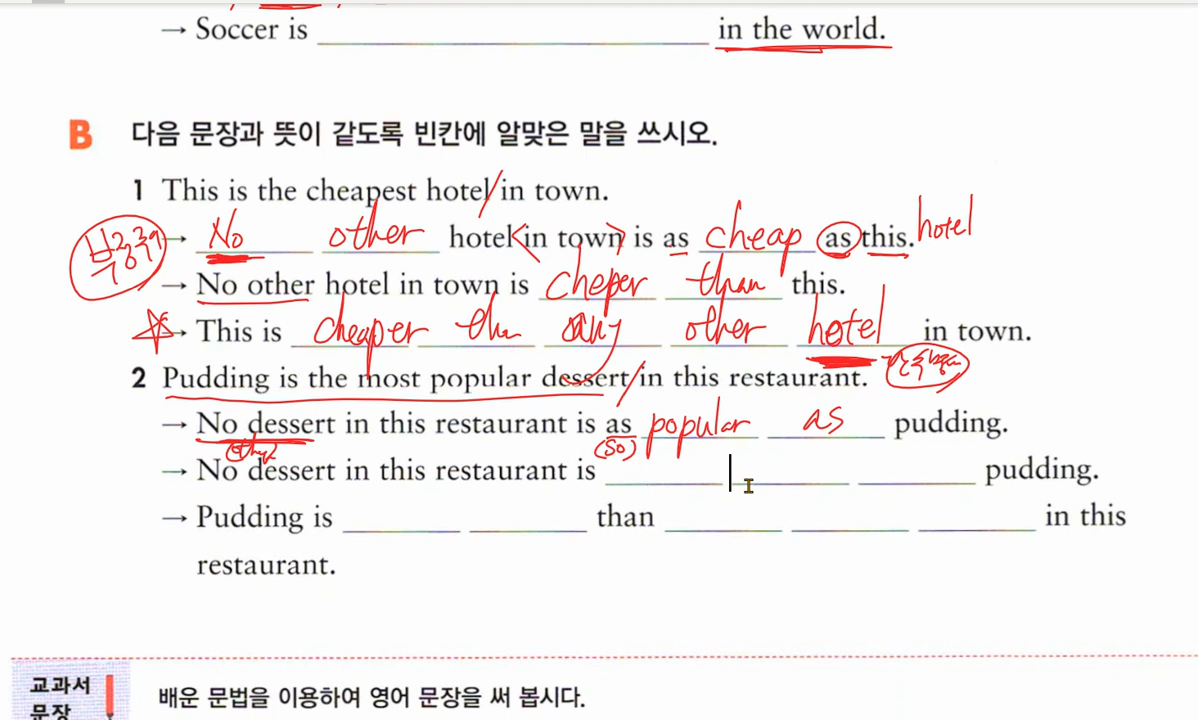 → Soccer is in the world.
B 다음 문장과 뜻이 같도록 빈칸에 알맞은 말을 쓰시오.
1 This is the cheapest hotel/in town.
→ No other hotel<in town> is as cheap as this. hotel
→ No other hotel in town is cheper than this.
→ This is cheaper any other hotel in town.
2 Pudding is the most popular dessert/in this restaurant.
→ No dessert in this restaurant is as popular as pudding.
(so)
→ No dessert in this restaurant is pudding.
→ Pudding is than in this
restaurant.
교과서
문장
배운 문법을 이용하여 영어 문장을 써 봅시다.